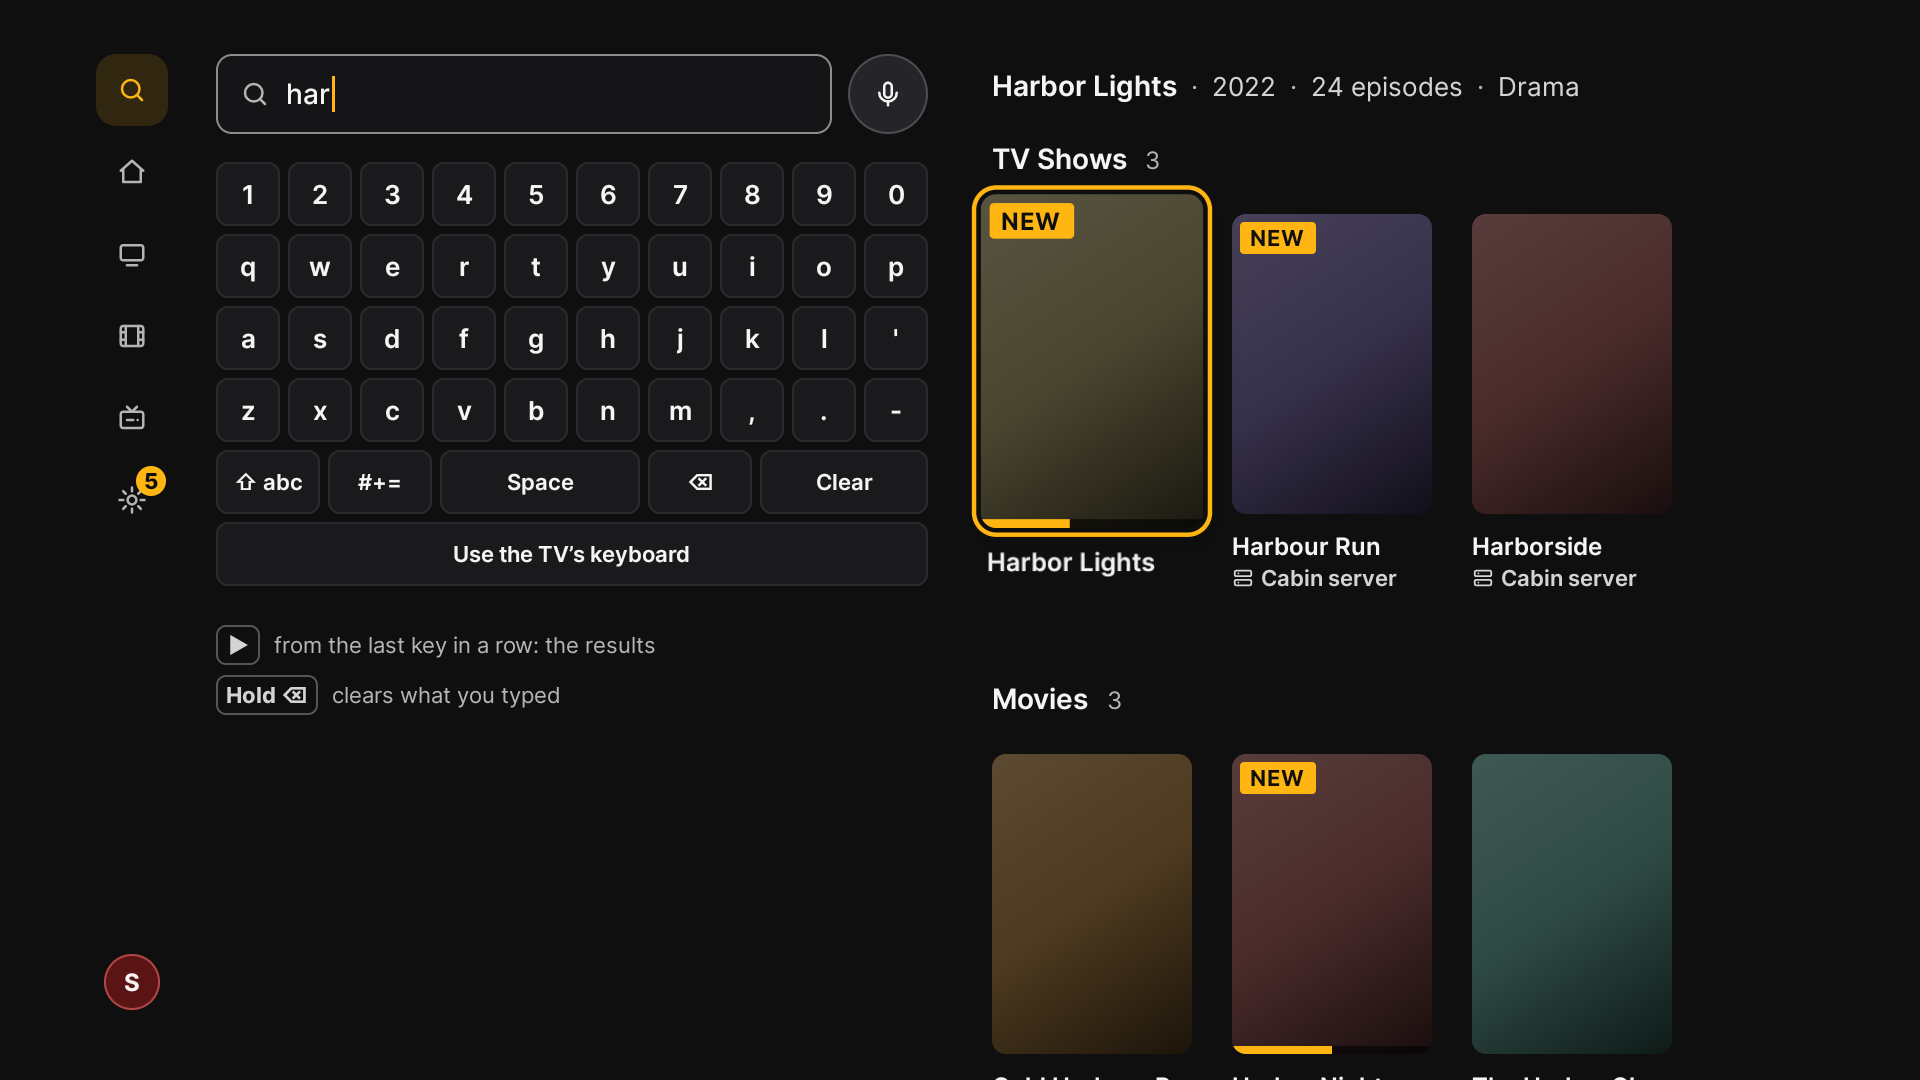 har
1 2 3 4 5 6 7 8 9 0
q w e r t y u i o p
a s d f g h j k l '
z x c v b n m , . -
abc #+= Space Clear
Use the TV’s keyboard
from the last key in a row: the results
Hold clears what you typed
5
S
Harbor Lights · 2022 · 24 episodes · Drama
TV Shows 3
NEW
NEW
Harbor Lights
Harbour Run
Cabin server
Harborside
Cabin server
Movies 3
NEW